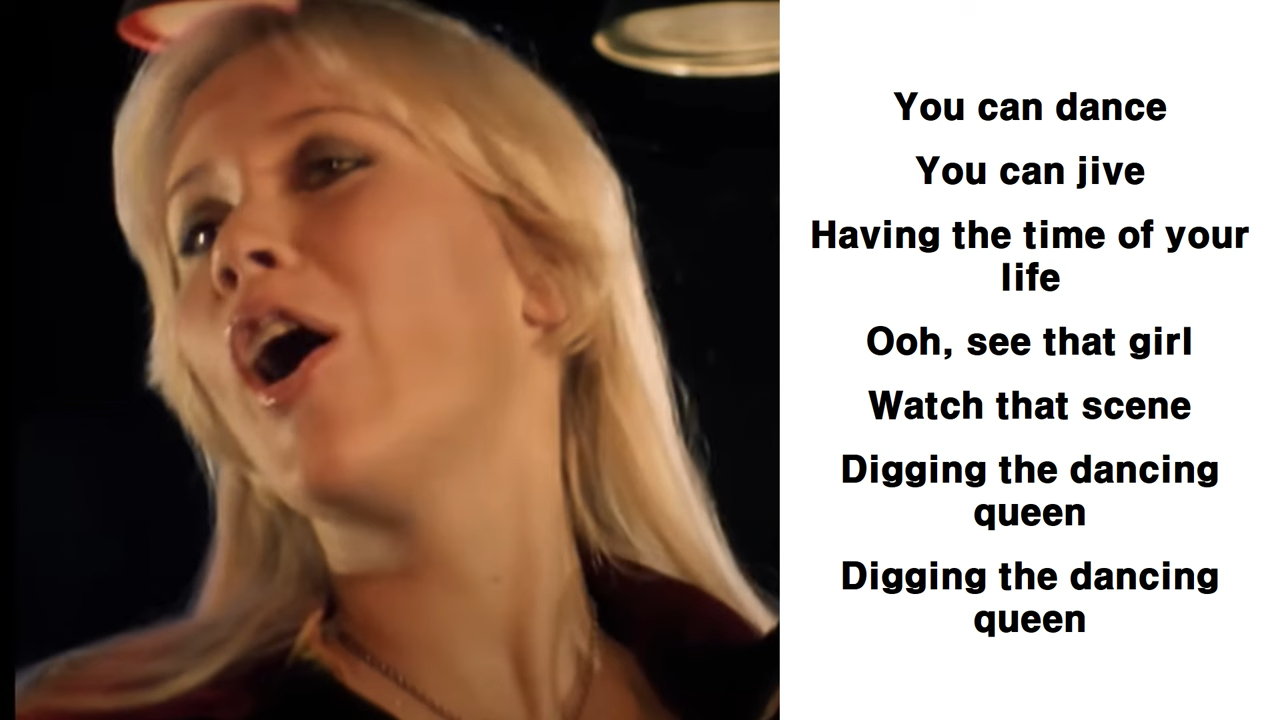 You can dance
You can jive
Having the time of your
life
Ooh, see that girl
Watch that scene
Digging the dancing
queen
Digging the dancing
queen